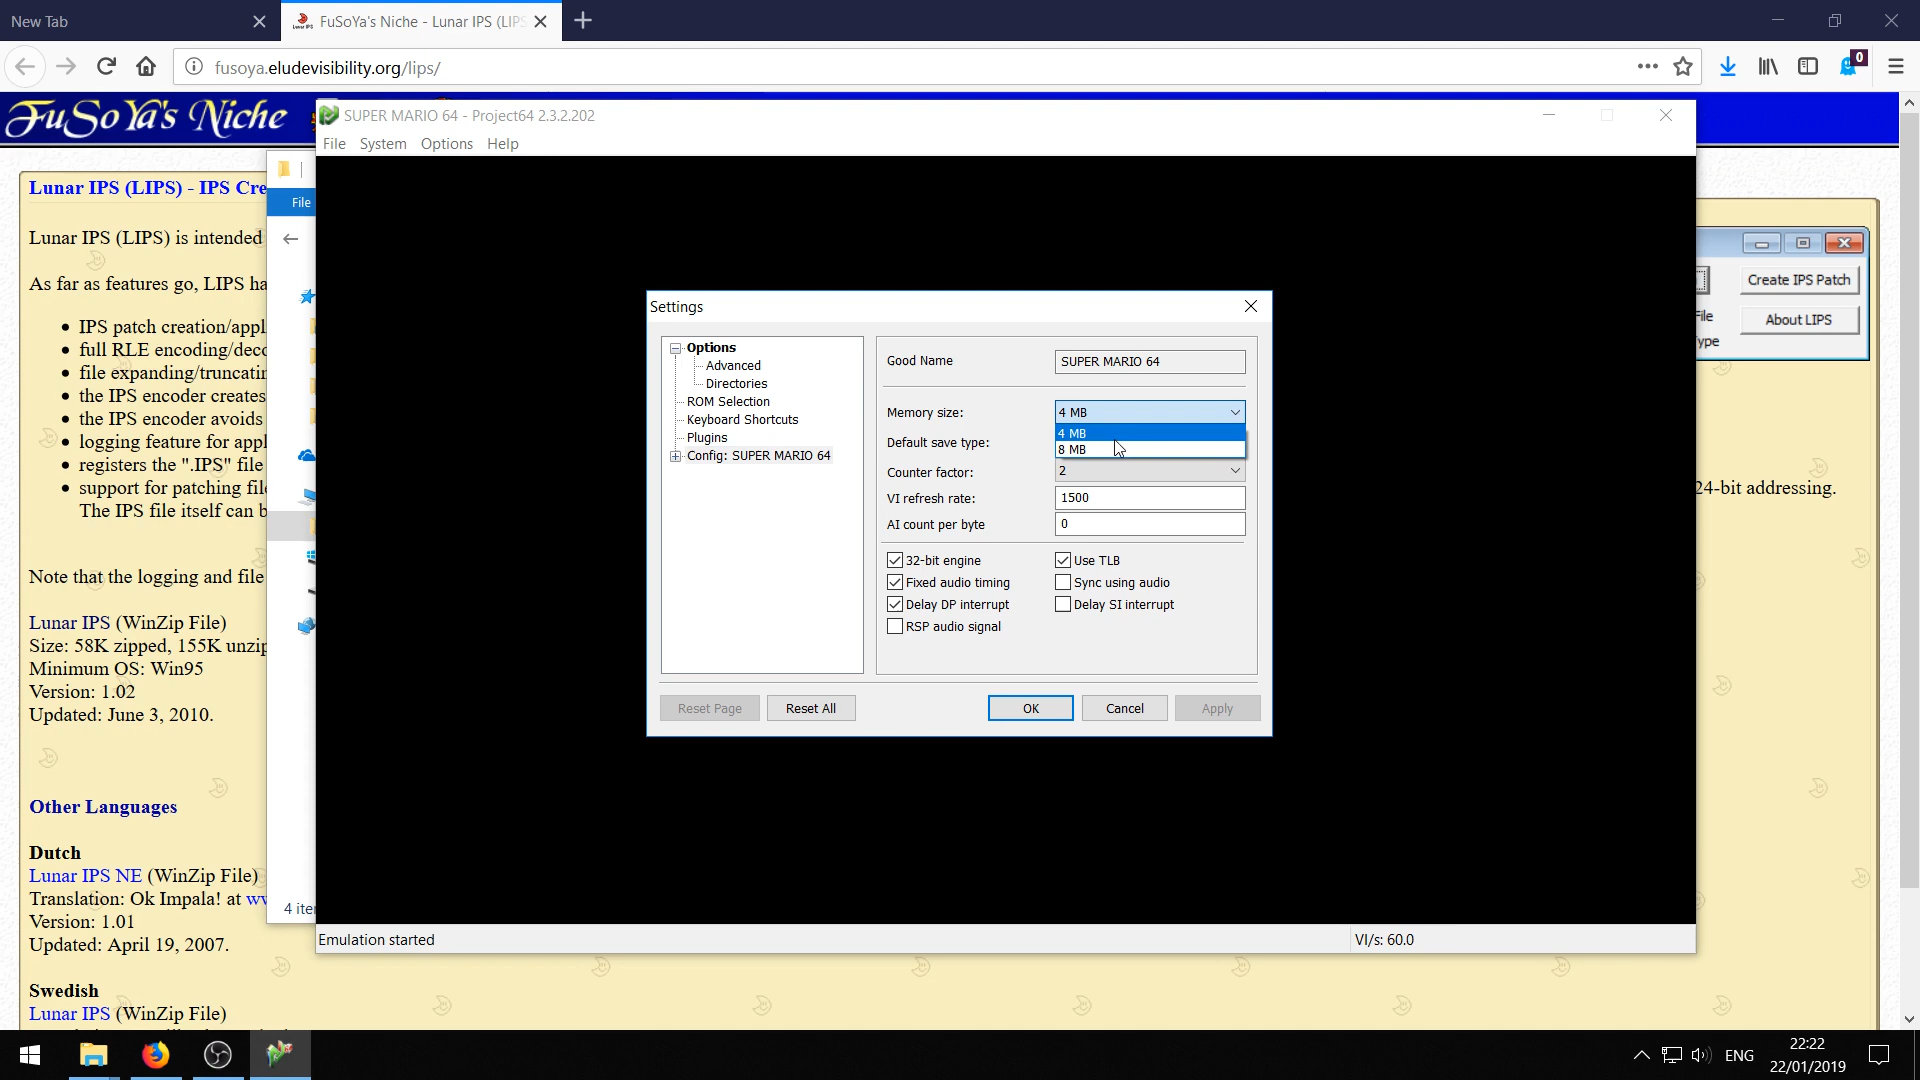 New Tab
FuSoYa's Niche - Lunar IPS (LIPS
fusoya.eludevisibility.org/lips/
0
FuSoYa's Niche
SUPER MARIO 64 - Project64 2.3.2.202
File System Options Help
File
Lunar IPS (LIPS) - IPS Cre
Lunar IPS (LIPS) is intended
As far as features go, LIPS ha
• IPS patch creation/appl
• full RLE encoding/deco
• file expanding/truncatin
• the IPS encoder creates
• the IPS encoder avoids
• logging feature for appl
• registers the ".IPS" file
• support for patching file
The IPS file itself can b
24-bit addressing.
Note that the logging and file
Lunar IPS (WinZip File)
Size: 58K zipped, 155K unzip
Minimum OS: Win95
Version: 1.02
Updated: June 3, 2010.
Other Languages
Dutch
Lunar IPS NE (WinZip File)
Translation: Ok Impala! at ww
Version: 1.01
Updated: April 19, 2007.
Swedish
Lunar IPS (WinZip File)
4 iter
Create IPS Patch
File
About LIPS
ype
Settings
Options
Advanced
Directories
ROM Selection
Keyboard Shortcuts
Plugins
Config: SUPER MARIO 64
Good Name SUPER MARIO 64
Memory size: 4 MB
4 MB
8 MB
Default save type:
Counter factor: 2
VI refresh rate: 1500
AI count per byte 0
32-bit engine Use TLB
Fixed audio timing Sync using audio
Delay DP interrupt Delay SI interrupt
RSP audio signal
Reset Page Reset All OK Cancel Apply
Emulation started VI/s: 60.0
ENG
22:22
22/01/2019